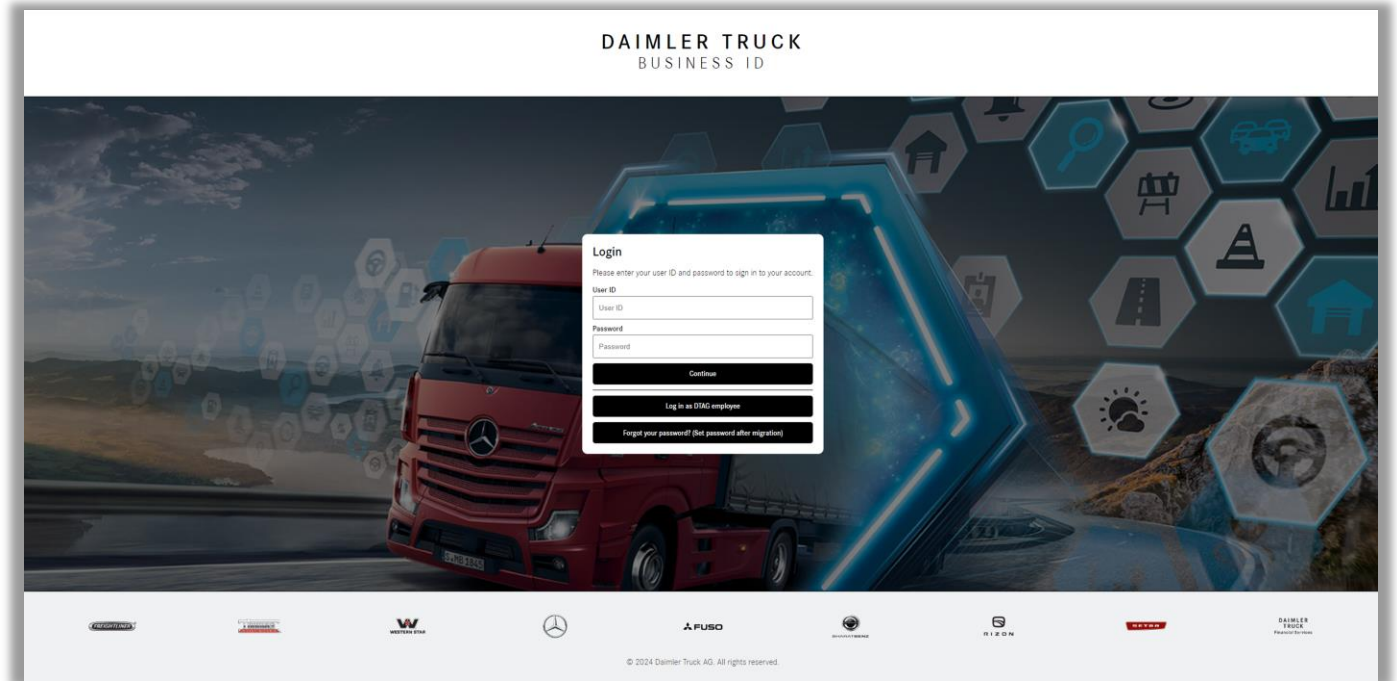 DAIMLER TRUCK
BUSINESS ID
Login
Please enter your user ID and password to sign in to your account.
User ID
User ID
Password
Password
Continue
Log in as DTAG employee
Forgot your password? (Set password after migration)
FREIGHTLINER
WESTERN STAR
FUSO
BHARATBENZ
RIZON
SETRA
DAIMLER
TRUCK
Financial Services
© 2024 Daimler Truck AG. All rights reserved.